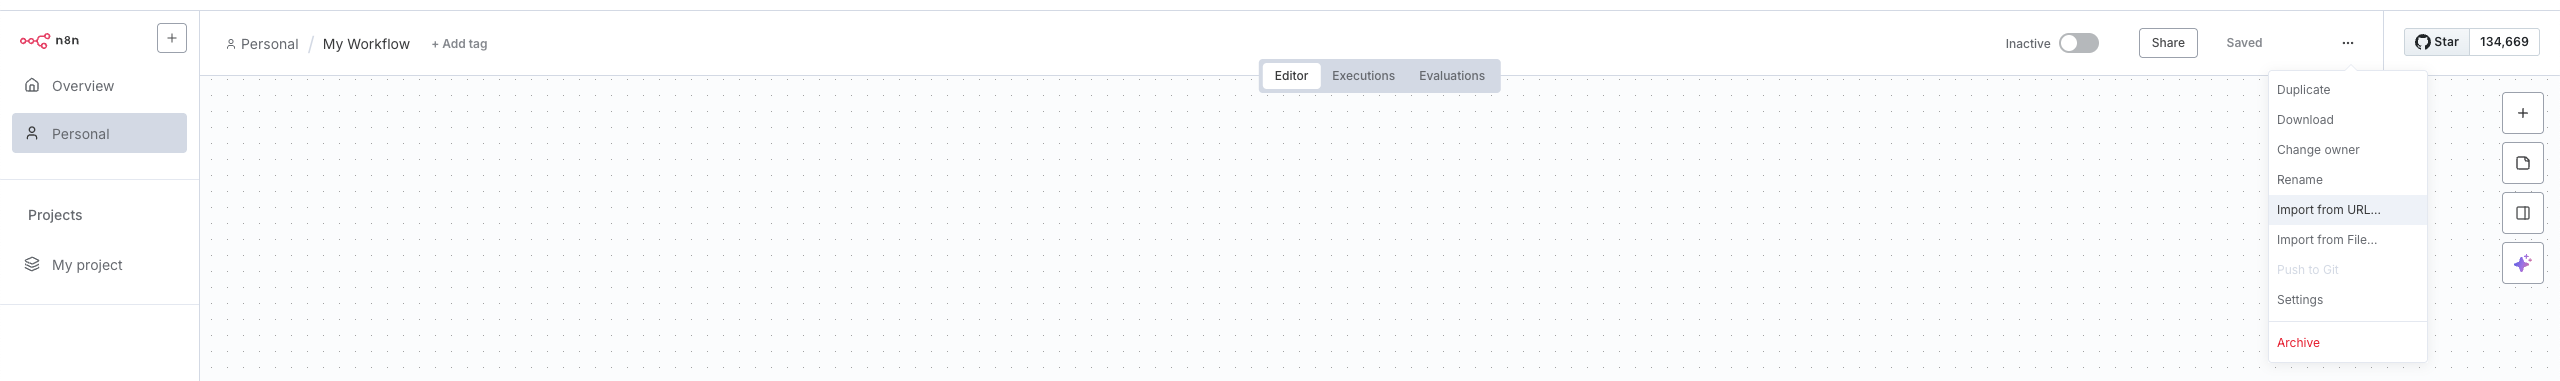 n8n
Overview
Personal
Projects
My project
Personal / My Workflow + Add tag
Inactive Share Saved ...
Star 134,669
Editor Executions Evaluations
Duplicate
Download
Change owner
Rename
Import from URL...
Import from File...
Push to Git
Settings
Archive